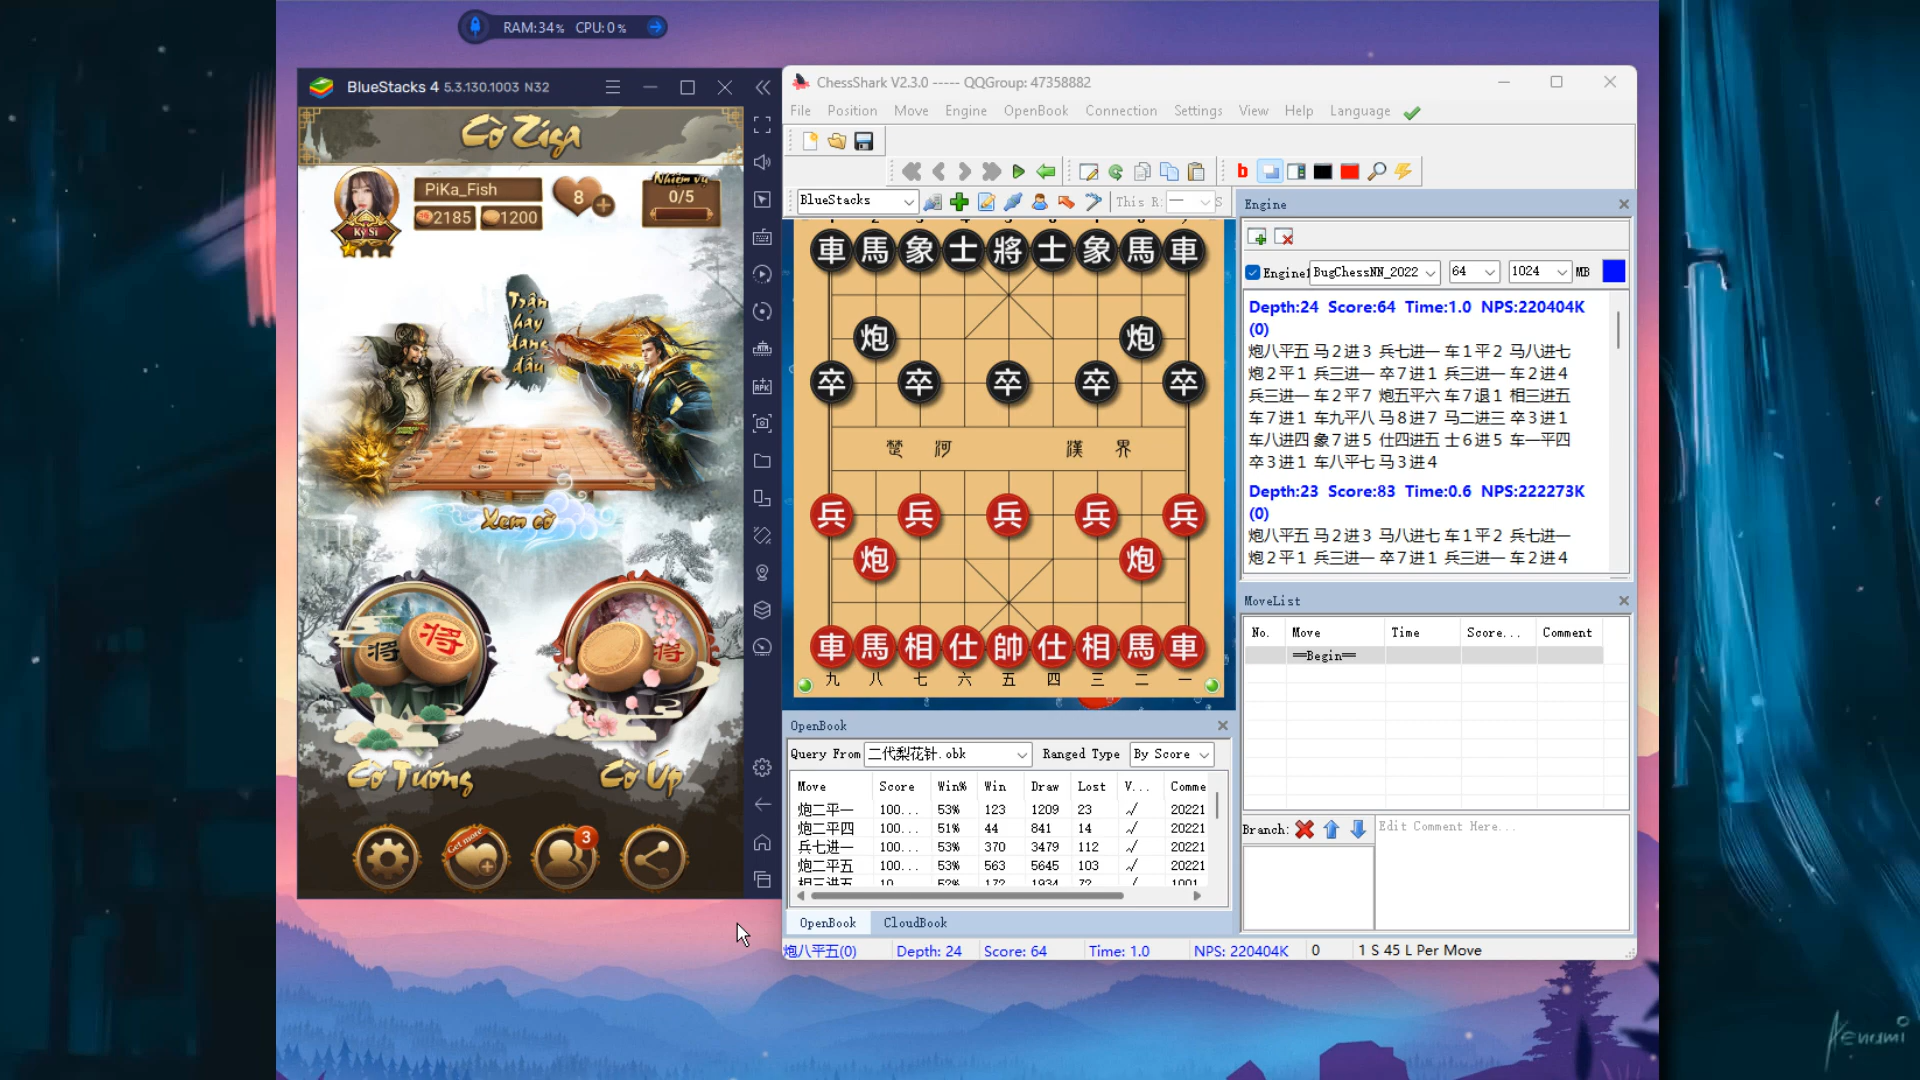 RAM:34% CPU:0%
BlueStacks 4 5.3.130.1003 N32
Cờ Ziga
PiKa_Fish
2185
1200
8
Nhiệm vụ
0/5
Kỳ Sĩ
Trận
hay
đang
đấu
Xem cờ
将
将
将
Cờ Tướng
Cờ Úp
Get more
3
ChessShark V2.3.0 ----- QQGroup: 47358882
File Position Move Engine OpenBook Connection Settings View Help Language
b
BlueStacks
This R:
S
車 馬 象 士 將 士 象 馬 車
炮 炮
卒 卒 卒 卒 卒
楚 河 漢 界
兵 兵 兵 兵 兵
炮 炮
車 馬 相 仕 帥 仕 相 馬 車
九 八 七 六 五 四 三 二 一
OpenBook
Query From 二代梨花针.obk Ranged Type By Score
Move Score Win% Win Draw Lost V... Comme
炮二平一 100... 53% 123 1209 23 √ 20221
炮二平四 100... 51% 44 841 14 √ 20221
兵七进一 100... 53% 370 3479 112 √ 20221
炮二平五 100... 53% 563 5645 103 √ 20221
相三进五 10... 52% 172 1934 72 1001
OpenBook CloudBook
Engine
Engine1 BugChessNN_2022 64 1024 MB
Depth:24 Score:64 Time:1.0 NPS:220404K
(0)
炮八平五 马２进３ 兵七进一 车１平２ 马八进七
炮２平１ 兵三进一 卒７进１ 兵三进一 车２进４
兵三进一 车２平７ 炮五平六 车７退１ 相三进五
车７进１ 车九平八 马８进７ 马二进三 卒３进１
车八进四 象７进５ 仕四进五 士６进５ 车一平四
卒３进１ 车八平七 马３进４
Depth:23 Score:83 Time:0.6 NPS:222273K
(0)
炮八平五 马２进３ 马八进七 车１平２ 兵七进一
炮２平１ 兵三进一 卒７进１ 兵三进一 车２进４
MoveList
No. Move Time Score... Comment
==Begin==
Branch:
Edit Comment Here...
炮八平五(0) Depth: 24 Score: 64 Time: 1.0 NPS: 220404K 0 1 S 45 L Per Move
Aenami